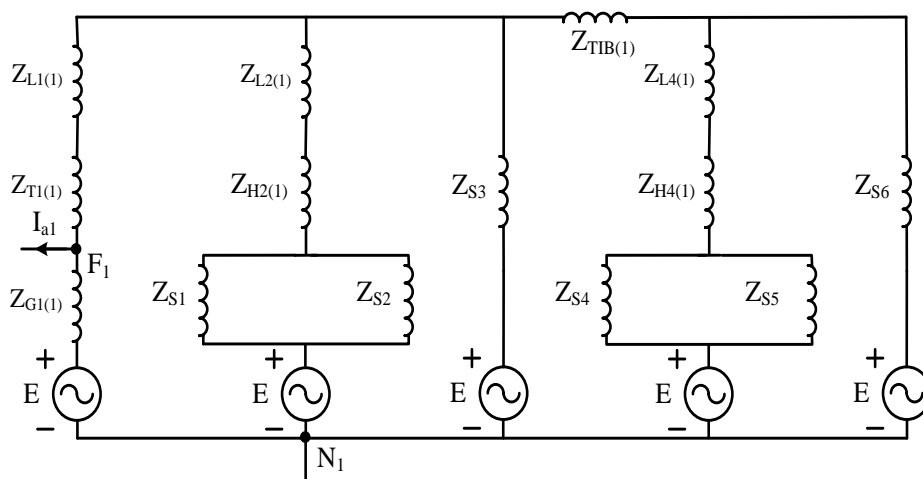 Z_TIB(1)
Z_L1(1)
Z_L2(1)
Z_L4(1)
Z_T1(1)
Z_H2(1)
Z_S3
Z_H4(1)
Z_S6
I_a1
F_1
Z_G1(1)
Z_S1
Z_S2
Z_S4
Z_S5
+
+
+
+
+
E
E
E
E
E
−
−
−
−
−
N_1